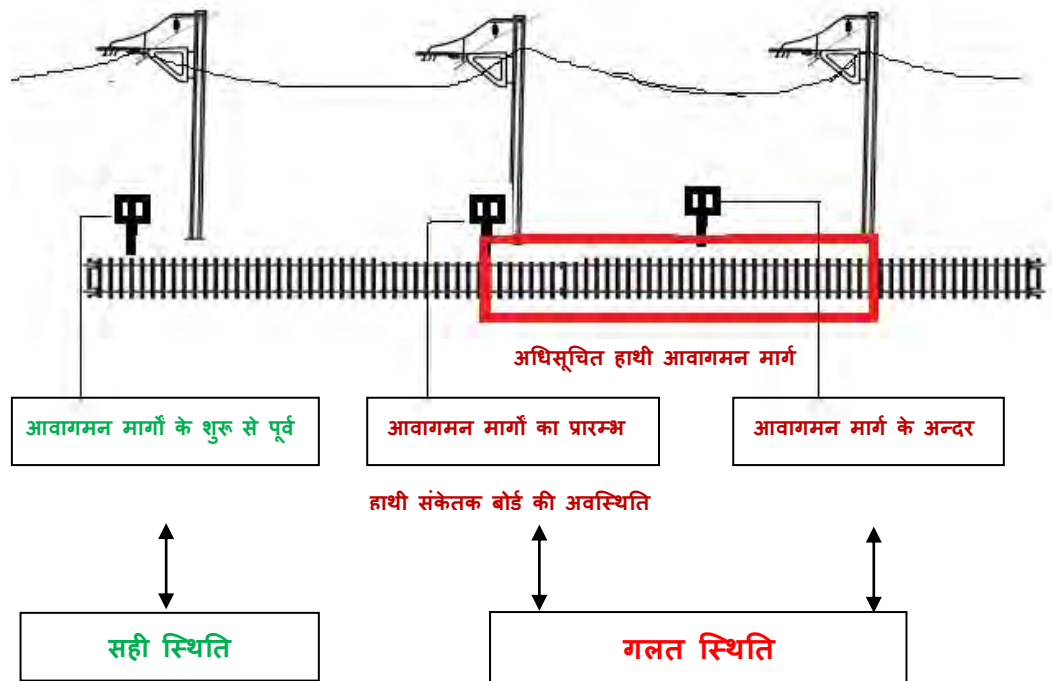 अधिसूचित हाथी आवागमन मार्ग
आवागमन मार्गों के शुरू से पूर्व
आवागमन मार्गों का प्रारम्भ
आवागमन मार्ग के अन्दर
हाथी संकेतक बोर्ड की अवस्थिति
सही स्थिति
गलत स्थिति